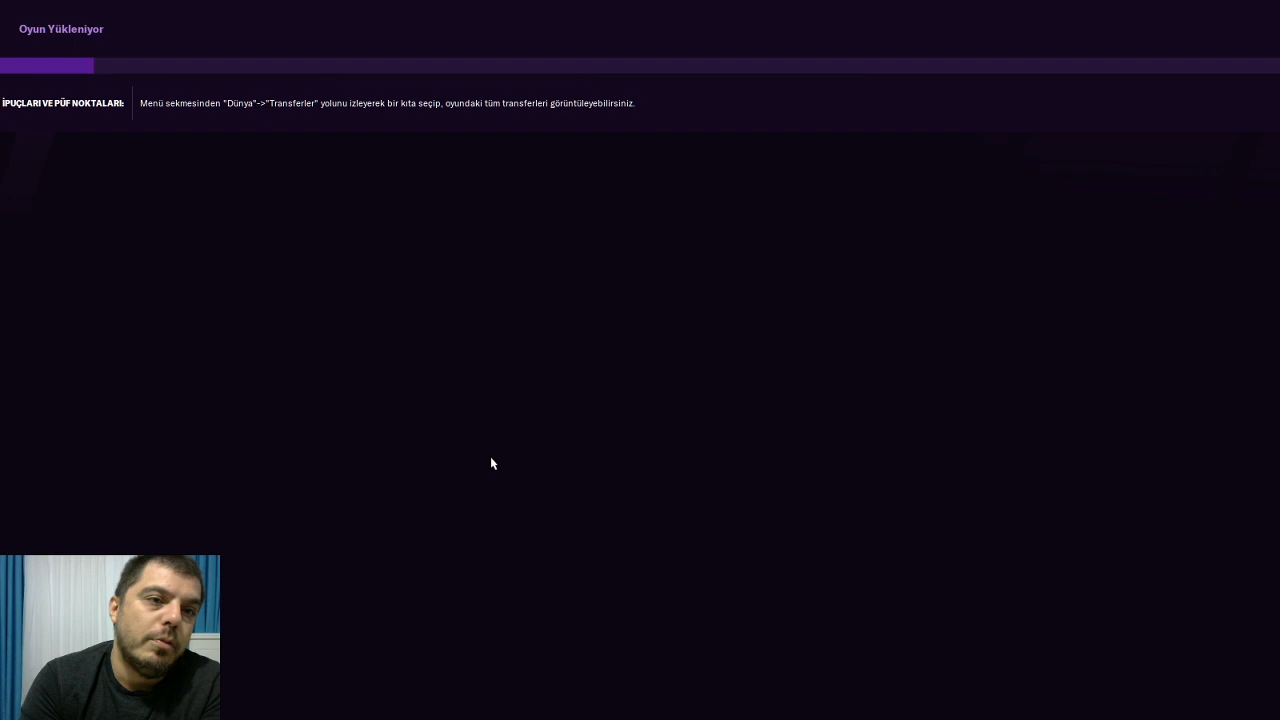 Oyun Yükleniyor
İPUÇLARI VE PÜF NOKTALARI: Menü sekmesinden "Dünya"->"Transferler" yolunu izleyerek bir kıta seçip, oyundaki tüm transferleri görüntüleyebilirsiniz.